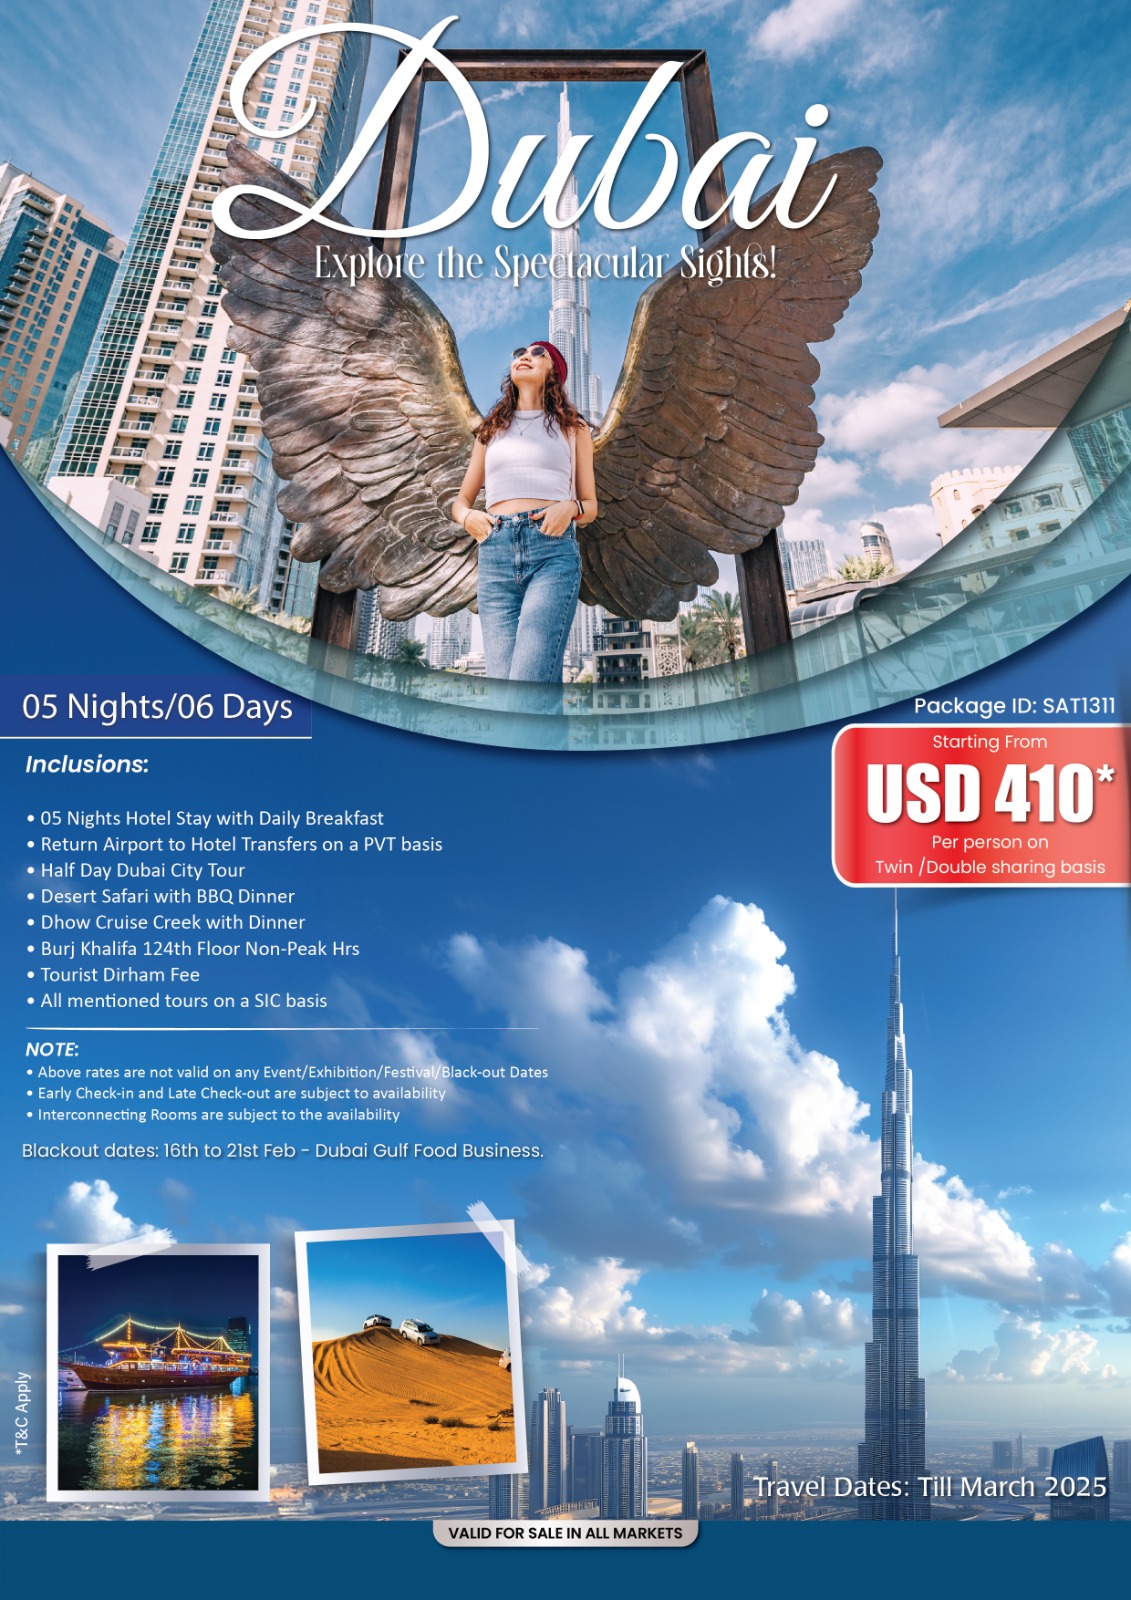 Dubai
Explore the Spectacular Sights!
05 Nights/06 Days
Package ID: SAT1311
Starting From
USD 410*
Per person on
Twin /Double sharing basis
Inclusions:
• 05 Nights Hotel Stay with Daily Breakfast
• Return Airport to Hotel Transfers on a PVT basis
• Half Day Dubai City Tour
• Desert Safari with BBQ Dinner
• Dhow Cruise Creek with Dinner
• Burj Khalifa 124th Floor Non-Peak Hrs
• Tourist Dirham Fee
• All mentioned tours on a SIC basis
NOTE:
• Above rates are not valid on any Event/Exhibition/Festival/Black-out Dates
• Early Check-in and Late Check-out are subject to availability
• Interconnecting Rooms are subject to the availability
Blackout dates: 16th to 21st Feb - Dubai Gulf Food Business.
*T&C Apply
Travel Dates: Till March 2025
VALID FOR SALE IN ALL MARKETS